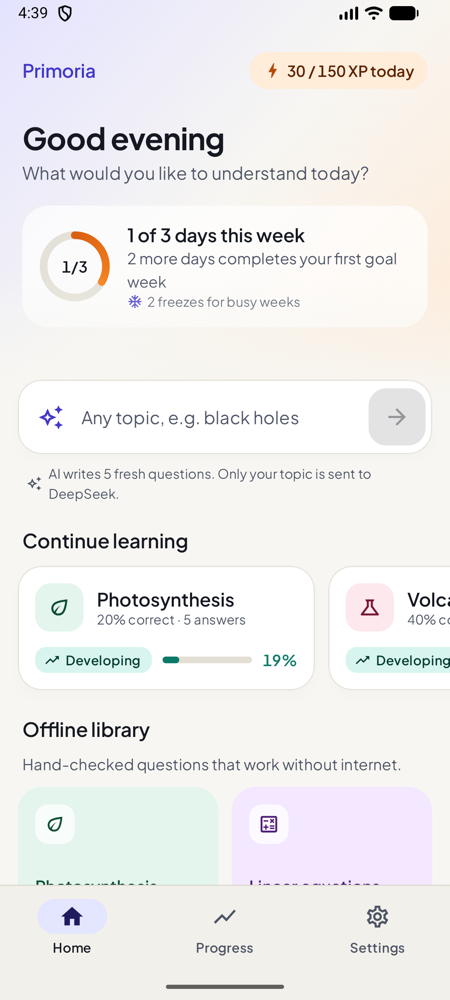 4:39
Primoria
30 / 150 XP today
Good evening
What would you like to understand today?
1/3
1 of 3 days this week
2 more days completes your first goal
week
2 freezes for busy weeks
Any topic, e.g. black holes
AI writes 5 fresh questions. Only your topic is sent to
DeepSeek.
Continue learning
Photosynthesis
20% correct · 5 answers
Developing
19%
40% co
Developing
Offline library
Hand-checked questions that work without internet.
Photosynthesis
Linear equations
Home
Progress
Settings